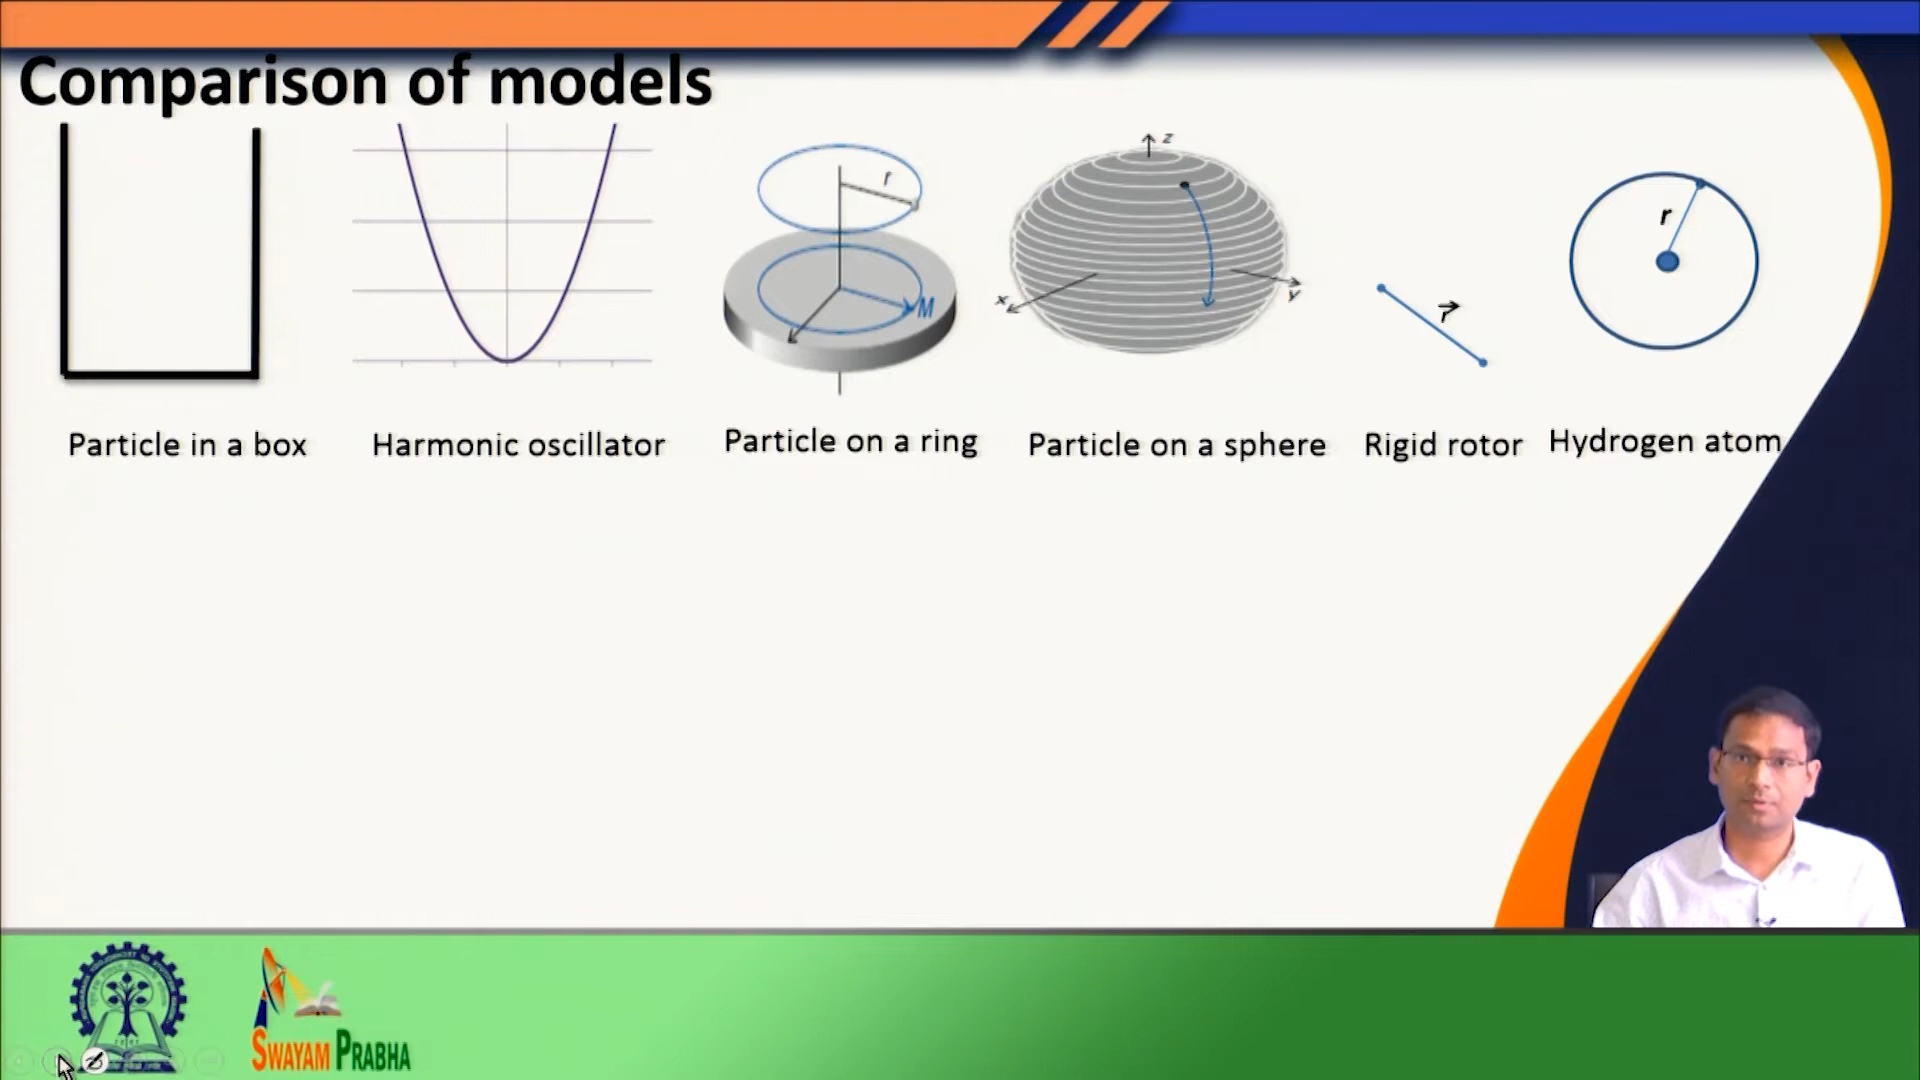 Comparison of models
r
M
z
x
y
r
r
Particle in a box
Harmonic oscillator
Particle on a ring
Particle on a sphere
Rigid rotor
Hydrogen atom
SWAYAM PRABHA